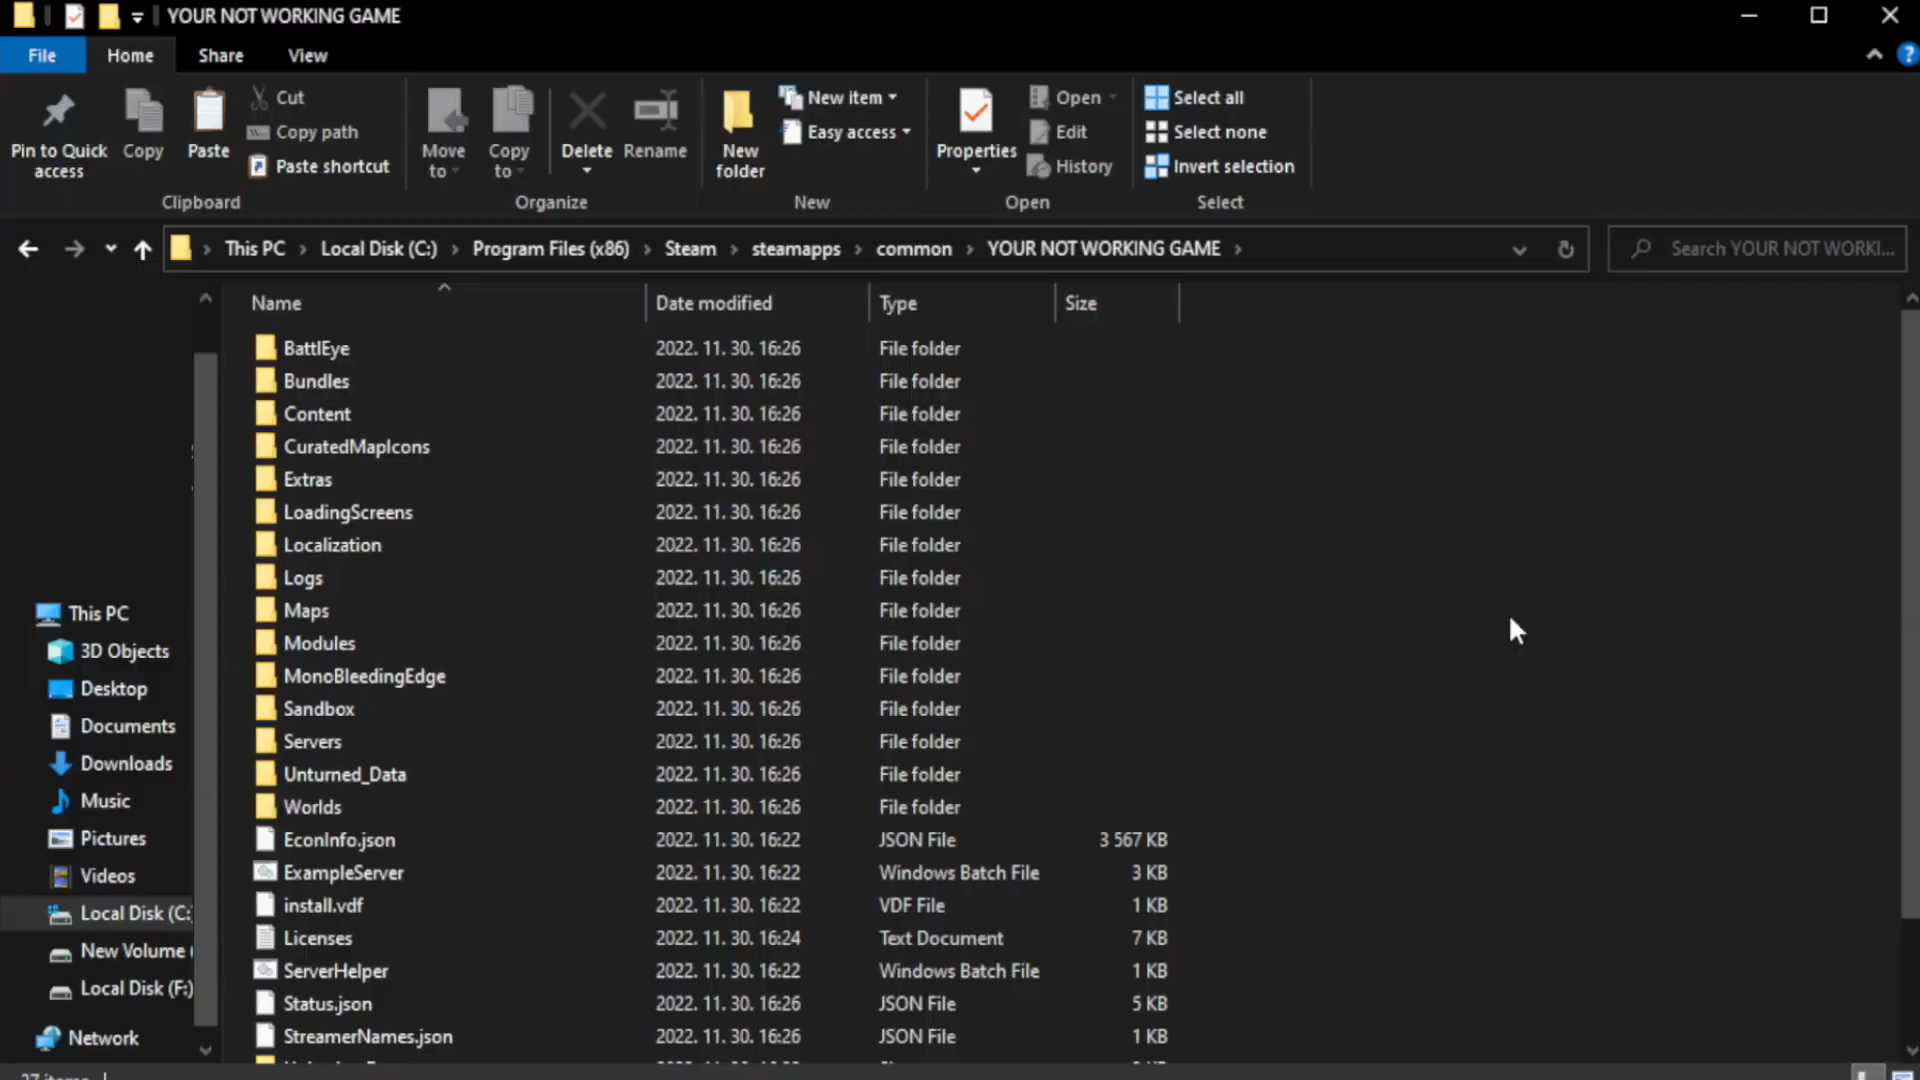 YOUR NOT WORKING GAME
File Home Share View
Pin to Quick access
Copy
Paste
Cut
Copy path
Paste shortcut
Clipboard
Move to
Copy to
Delete
Rename
Organize
New folder
New item
Easy access
New
Properties
Open
Edit
History
Open
Select all
Select none
Invert selection
Select
This PC Local Disk (C:) Program Files (x86) Steam steamapps common YOUR NOT WORKING GAME
Search YOUR NOT WORKI...
Name Date modified Type Size
BattlEye 2022. 11. 30. 16:26 File folder
Bundles 2022. 11. 30. 16:26 File folder
Content 2022. 11. 30. 16:26 File folder
CuratedMapIcons 2022. 11. 30. 16:26 File folder
Extras 2022. 11. 30. 16:26 File folder
LoadingScreens 2022. 11. 30. 16:26 File folder
Localization 2022. 11. 30. 16:26 File folder
Logs 2022. 11. 30. 16:26 File folder
Maps 2022. 11. 30. 16:26 File folder
Modules 2022. 11. 30. 16:26 File folder
MonoBleedingEdge 2022. 11. 30. 16:26 File folder
Sandbox 2022. 11. 30. 16:26 File folder
Servers 2022. 11. 30. 16:26 File folder
Unturned_Data 2022. 11. 30. 16:26 File folder
Worlds 2022. 11. 30. 16:26 File folder
EconInfo.json 2022. 11. 30. 16:22 JSON File 3 567 KB
ExampleServer 2022. 11. 30. 16:22 Windows Batch File 3 KB
install.vdf 2022. 11. 30. 16:22 VDF File 1 KB
Licenses 2022. 11. 30. 16:24 Text Document 7 KB
ServerHelper 2022. 11. 30. 16:22 Windows Batch File 1 KB
Status.json 2022. 11. 30. 16:26 JSON File 5 KB
StreamerNames.json 2022. 11. 30. 16:26 JSON File 1 KB
This PC
3D Objects
Desktop
Documents
Downloads
Music
Pictures
Videos
Local Disk (C:
New Volume (
Local Disk (F:)
Network